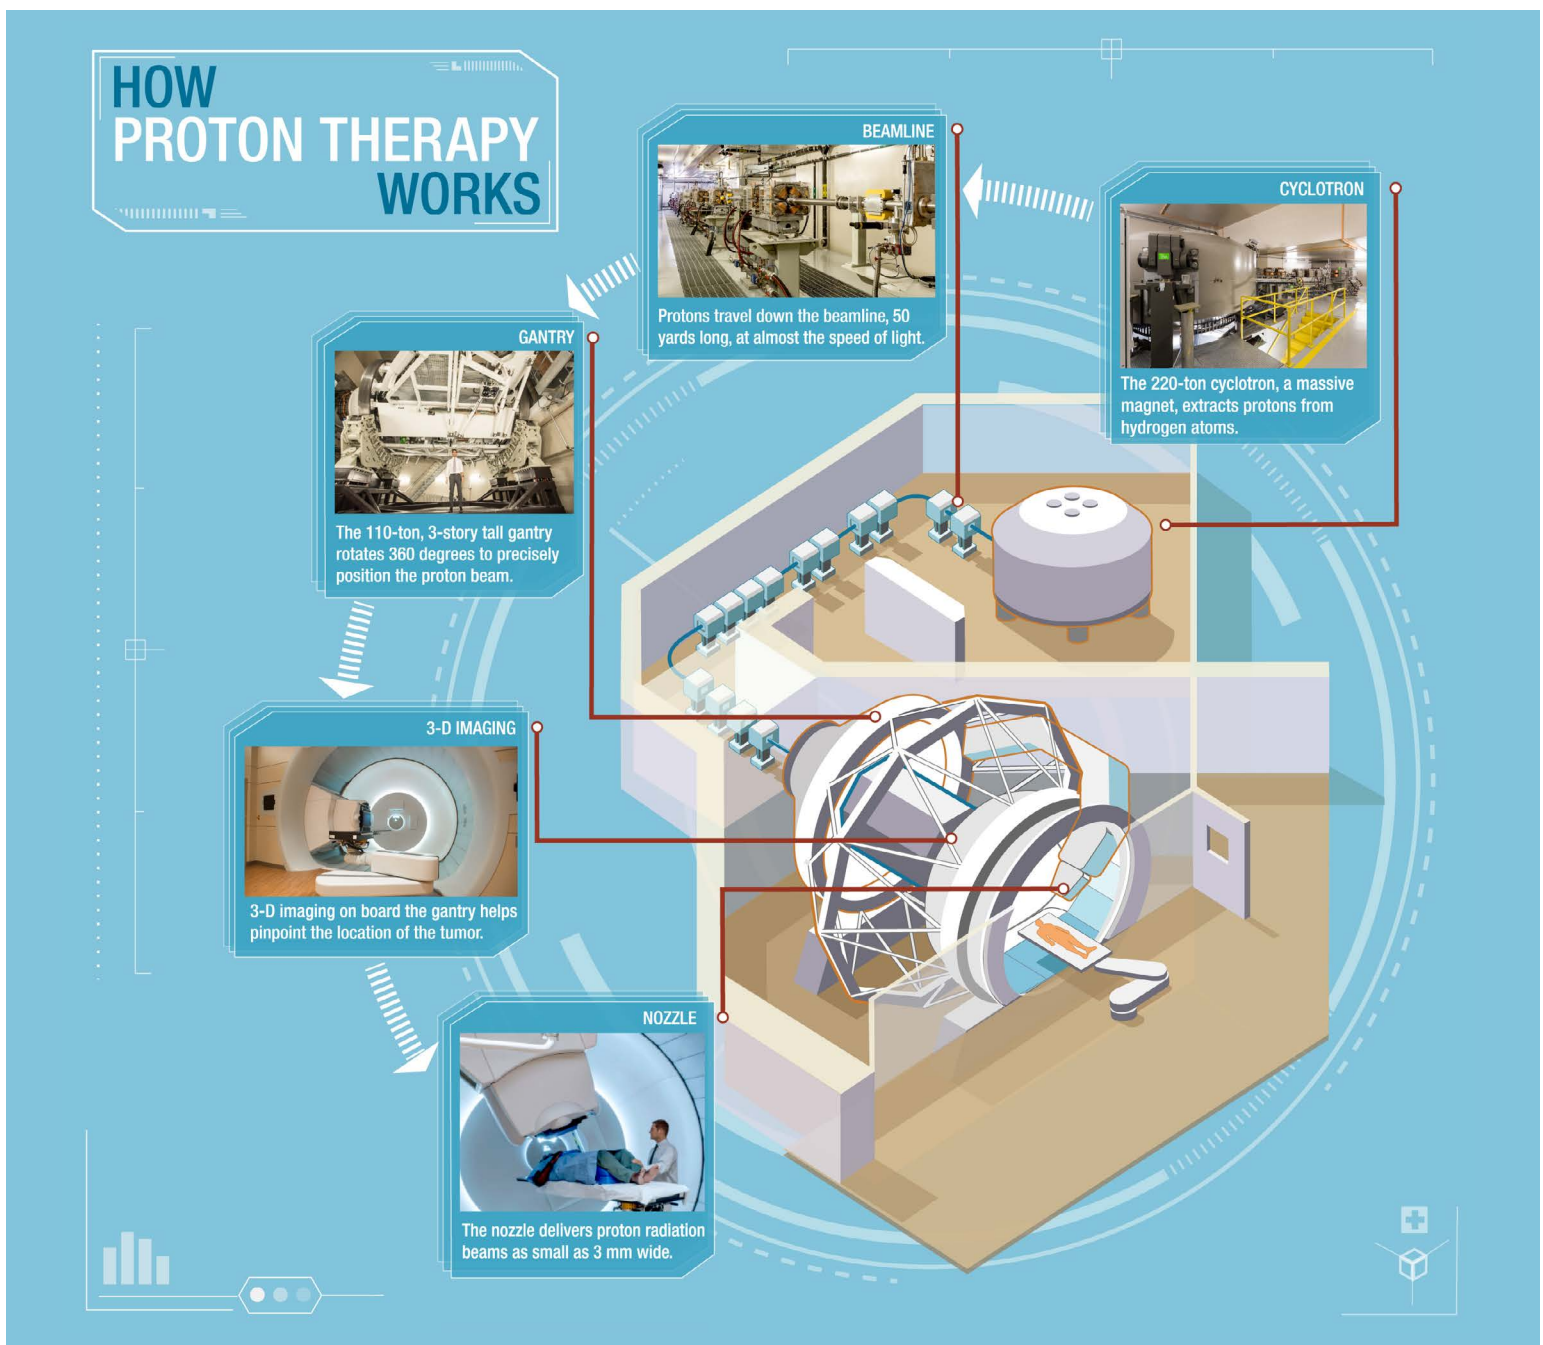 HOW
PROTON THERAPY
WORKS
BEAMLINE
Protons travel down the beamline, 50
yards long, at almost the speed of light.
CYCLOTRON
The 220-ton cyclotron, a massive
magnet, extracts protons from
hydrogen atoms.
GANTRY
The 110-ton, 3-story tall gantry
rotates 360 degrees to precisely
position the proton beam.
3-D IMAGING
3-D imaging on board the gantry helps
pinpoint the location of the tumor.
NOZZLE
The nozzle delivers proton radiation
beams as small as 3 mm wide.